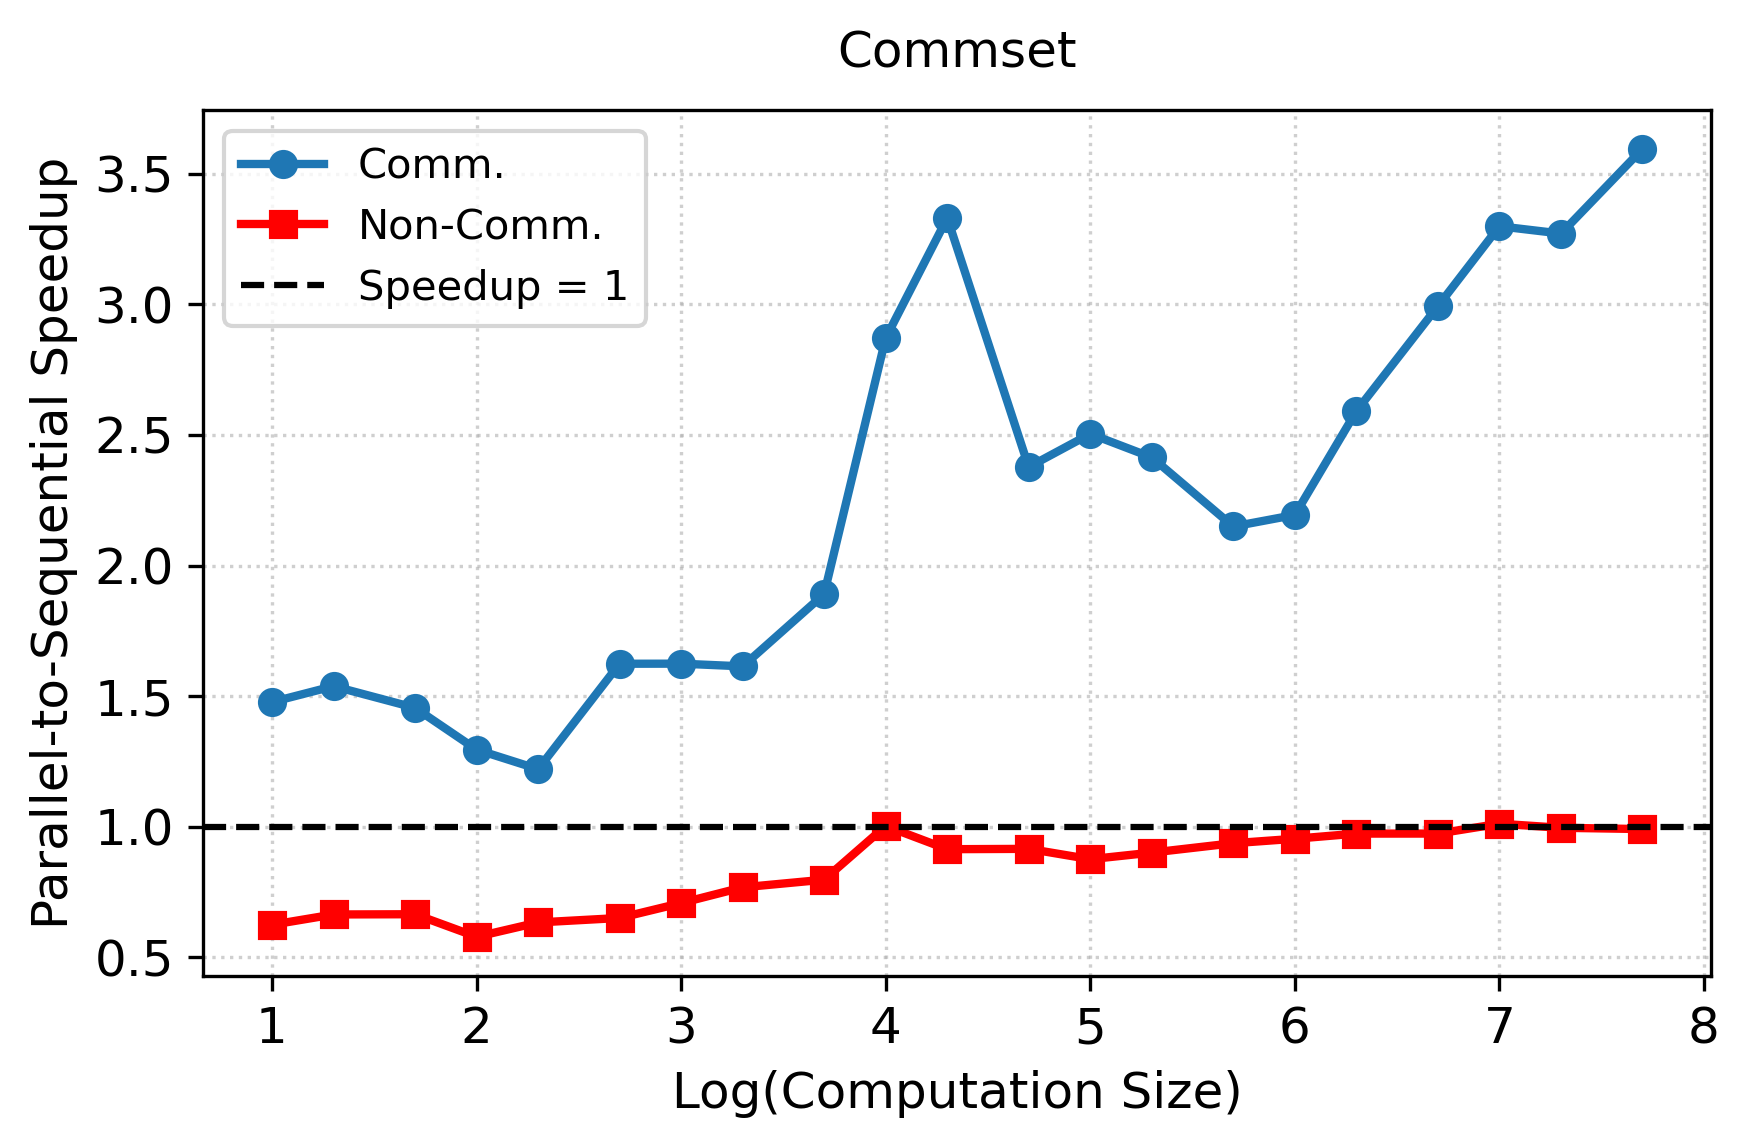 Commset
Comm.
Non-Comm.
Speedup = 1
Parallel-to-Sequential Speedup
3.5
3.0
2.5
2.0
1.5
1.0
0.5
1 2 3 4 5 6 7 8
Log(Computation Size)